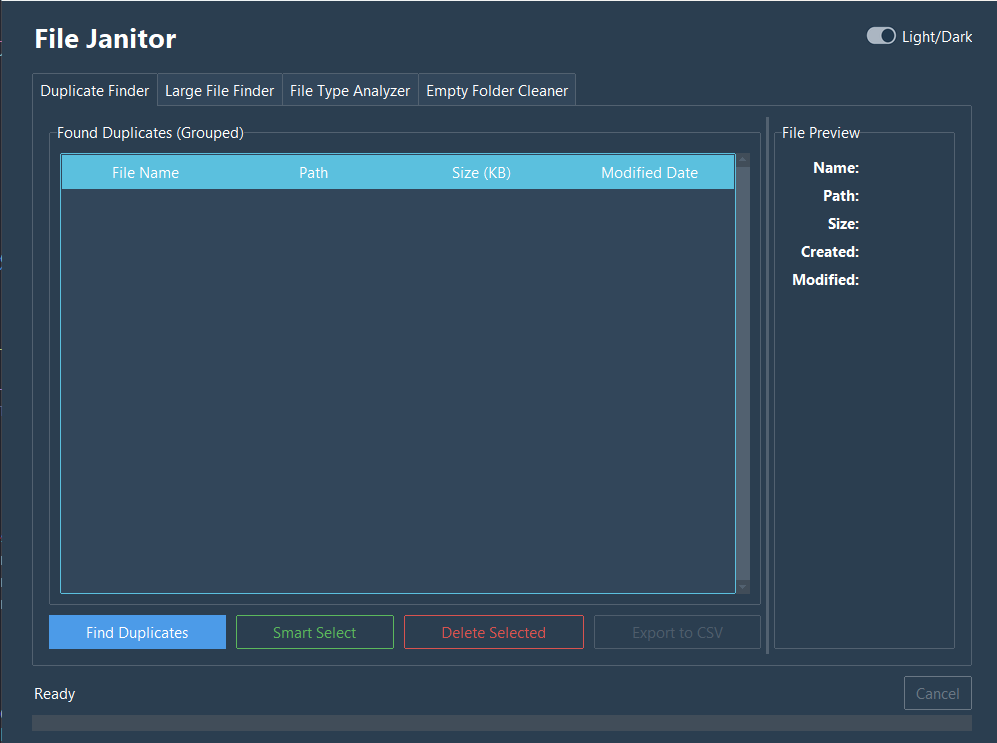 File Janitor
Light/Dark
Duplicate Finder Large File Finder File Type Analyzer Empty Folder Cleaner
Found Duplicates (Grouped)
File Name Path Size (KB) Modified Date
File Preview
Name:
Path:
Size:
Created:
Modified:
Find Duplicates Smart Select Delete Selected Export to CSV
Ready
Cancel